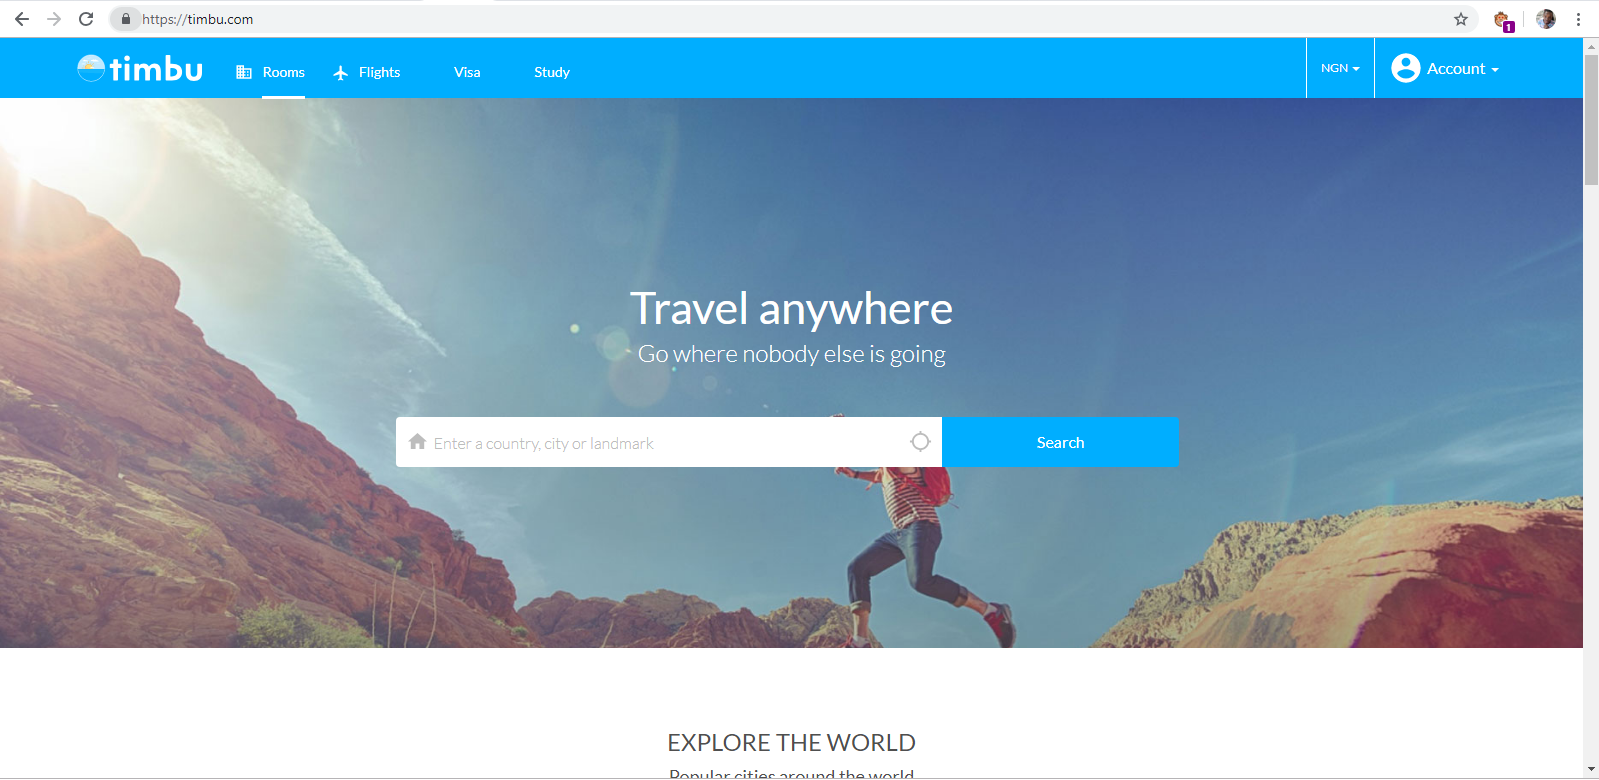 https://timbu.com
1
timbu
Rooms
Flights
Visa
Study
NGN
Account
Travel anywhere
Go where nobody else is going
Enter a country, city or landmark
Search
EXPLORE THE WORLD
Popular cities around the world